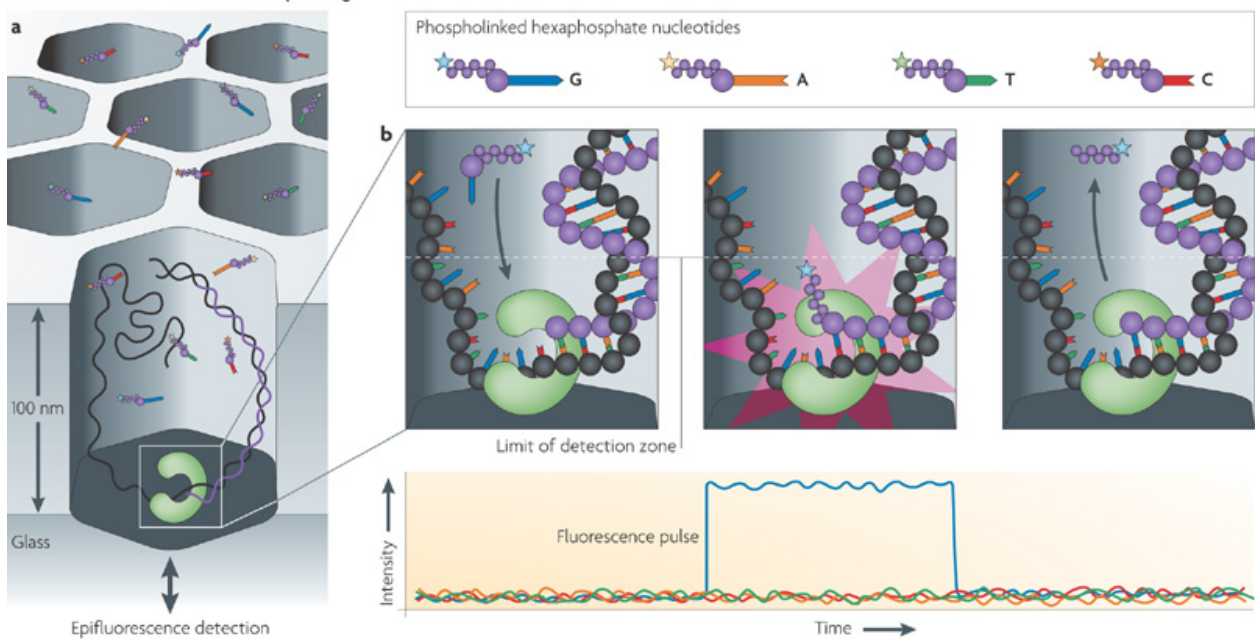 a
Phospholinked hexaphosphate nucleotides
G
A
T
C
b
100 nm
Glass
Epifluorescence detection
Limit of detection zone
Intensity
Fluorescence pulse
Time